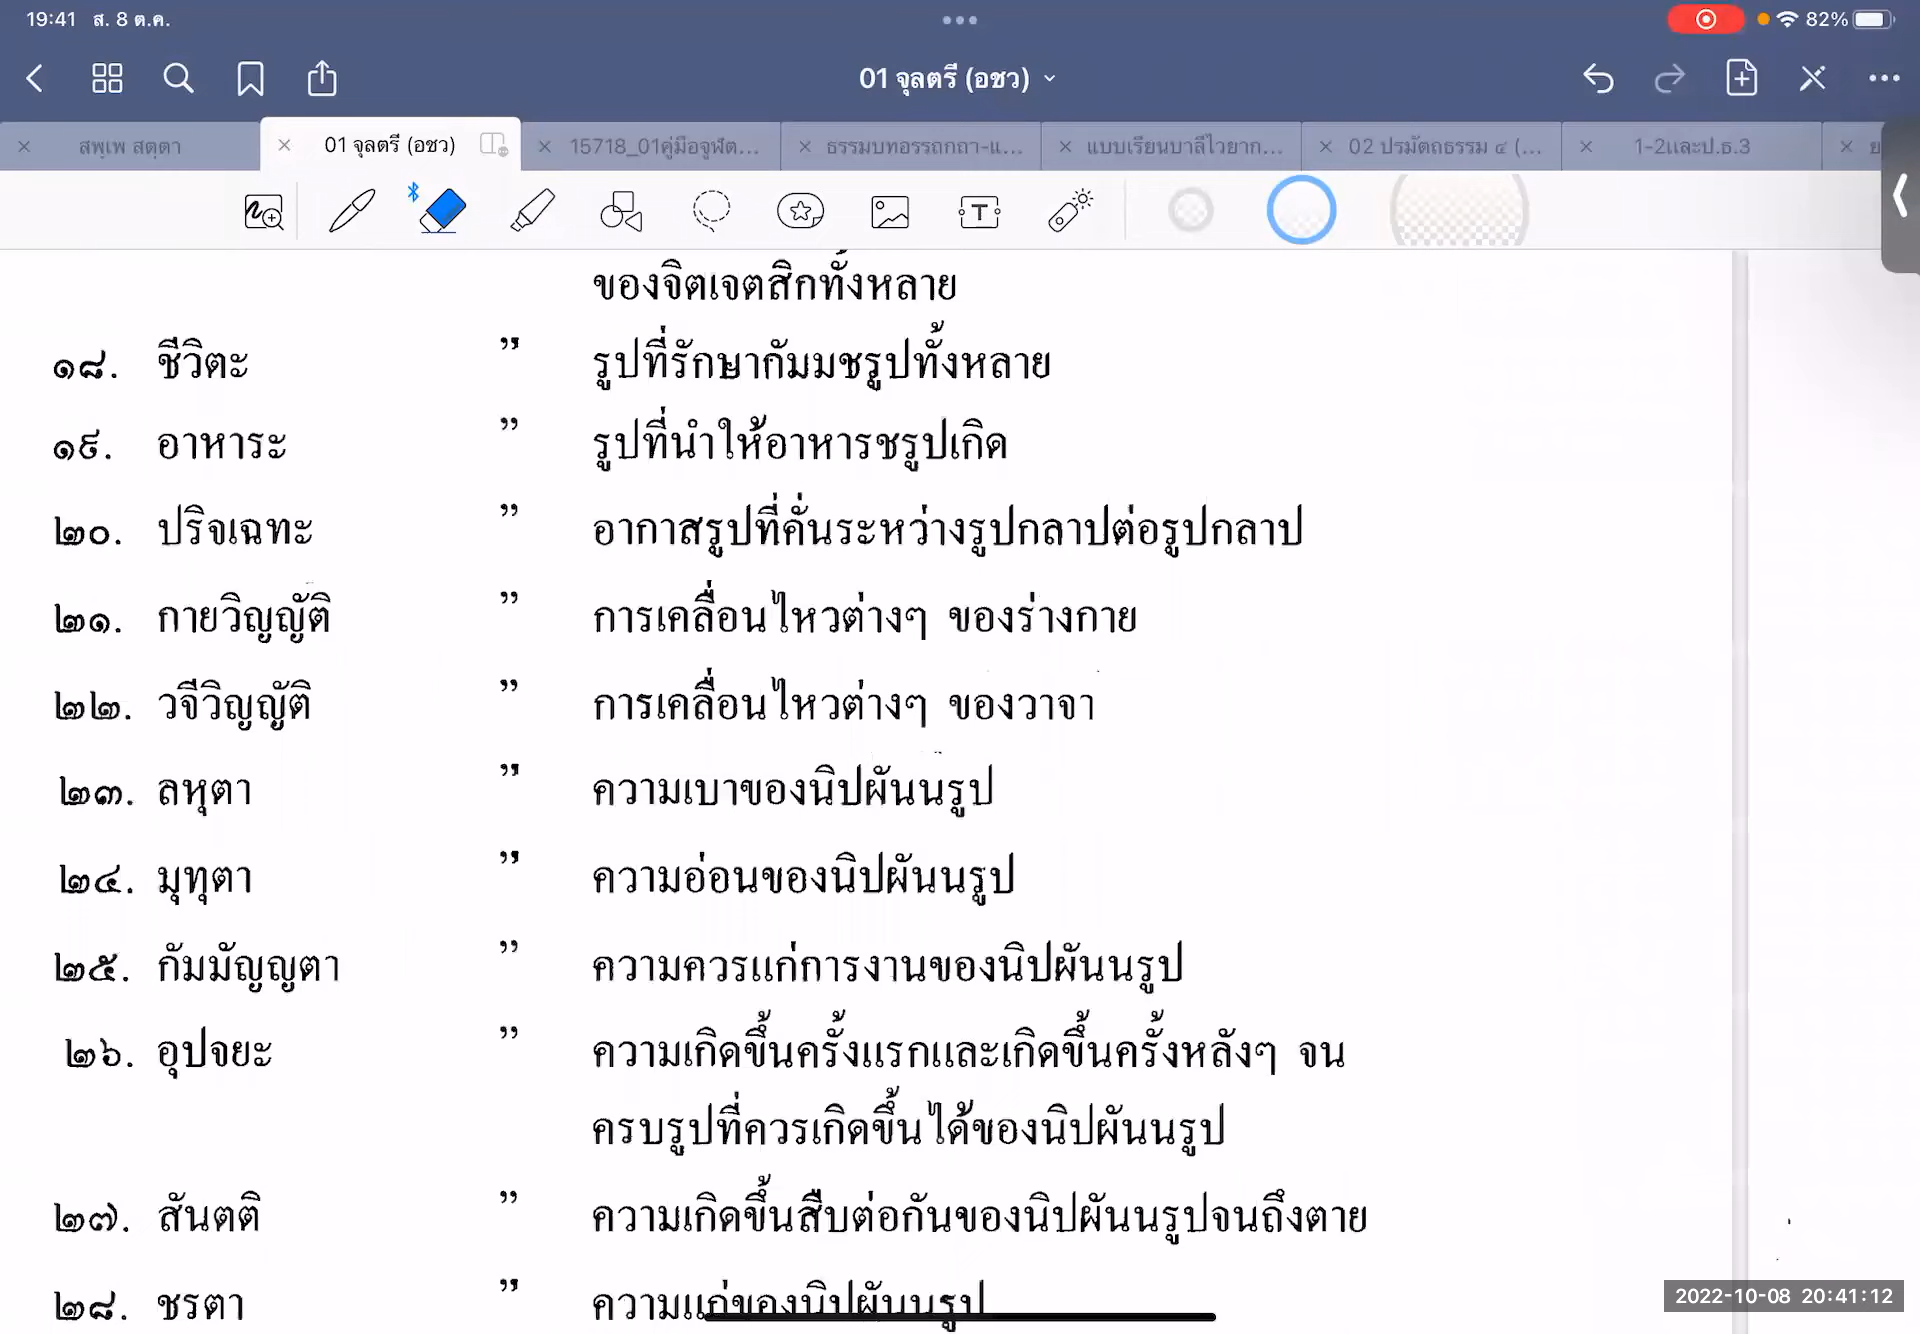 19:41 ส. 8 ต.ค.
82%
01 จุลตรี (อชว)
สพฺเพ สตฺตา
01 จุลตรี (อชว)
15718_01คู่มือจูฬัต...
ธรรมบทอรรถกถา-แ...
แบบเรียนบาลีไวยาก...
02 ปรมัตถธรรม ๔ (...
1-2และป.ธ.3
ของจิตเจตสิกทั้งหลาย
๑๘. ชีวิตะ ” รูปที่รักษากัมมชรูปทั้งหลาย
๑๙. อาหาระ ” รูปที่นำให้อาหารชรูปเกิด
๒๐. ปริจเฉทะ ” อากาสรูปที่คั่นระหว่างรูปกลาปต่อรูปกลาป
๒๑. กายวิญญัติ ” การเคลื่อนไหวต่างๆ ของร่างกาย
๒๒. วจีวิญญัติ ” การเคลื่อนไหวต่างๆ ของวาจา
๒๓. ลหุตา ” ความเบาของนิปผันนรูป
๒๔. มุทุตา ” ความอ่อนของนิปผันนรูป
๒๕. กัมมัญญตา ” ความควรแก่การงานของนิปผันนรูป
๒๖. อุปจยะ ” ความเกิดขึ้นครั้งแรกและเกิดขึ้นครั้งหลังๆ จน
ครบรูปที่ควรเกิดขึ้นได้ของนิปผันนรูป
๒๗. สันตติ ” ความเกิดขึ้นสืบต่อกันของนิปผันนรูปจนถึงตาย
๒๘. ชรตา ” ความแก่ของนิปผันนรูป
2022-10-08 20:41:12